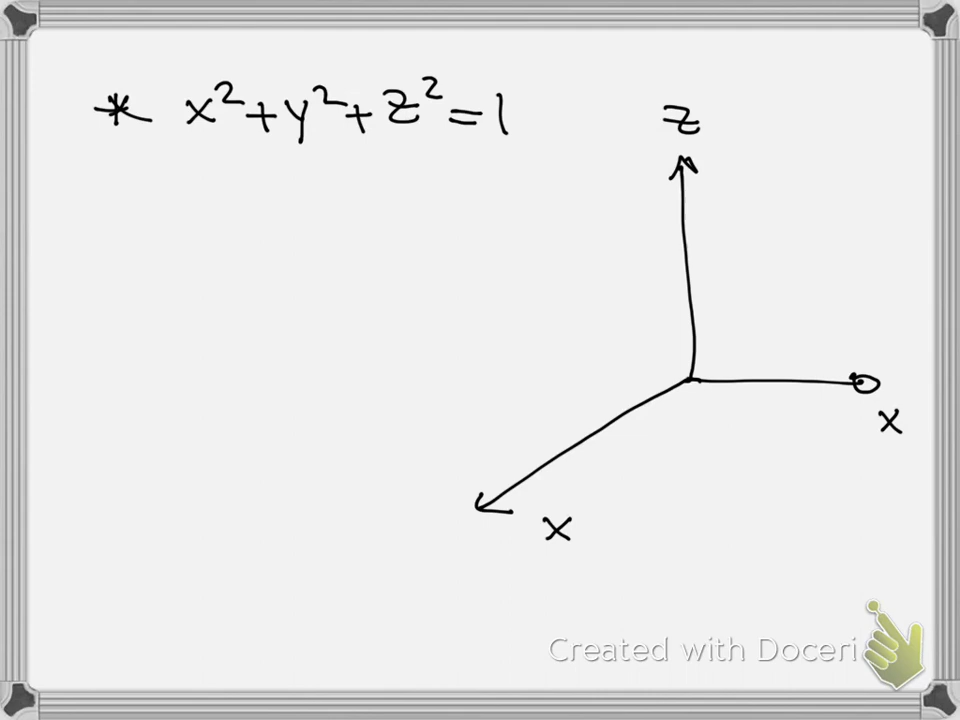 * x²+y²+z²=1
z
x
x
Created with Doceri